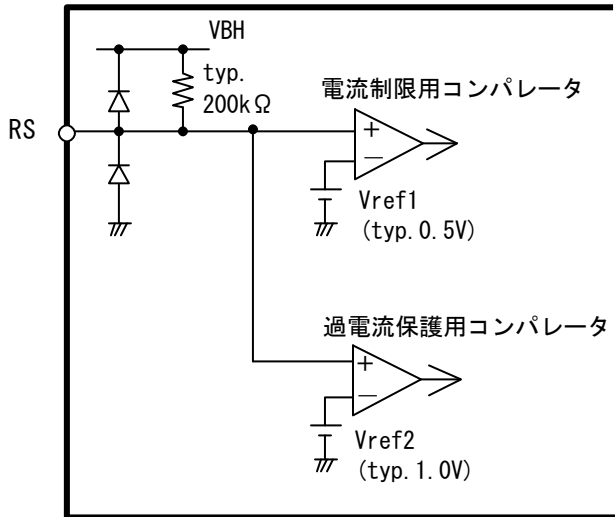 VBH
typ.
200kΩ
RS
電流制限用コンパレータ
+
−
Vref1
(typ.0.5V)
過電流保護用コンパレータ
+
−
Vref2
(typ.1.0V)